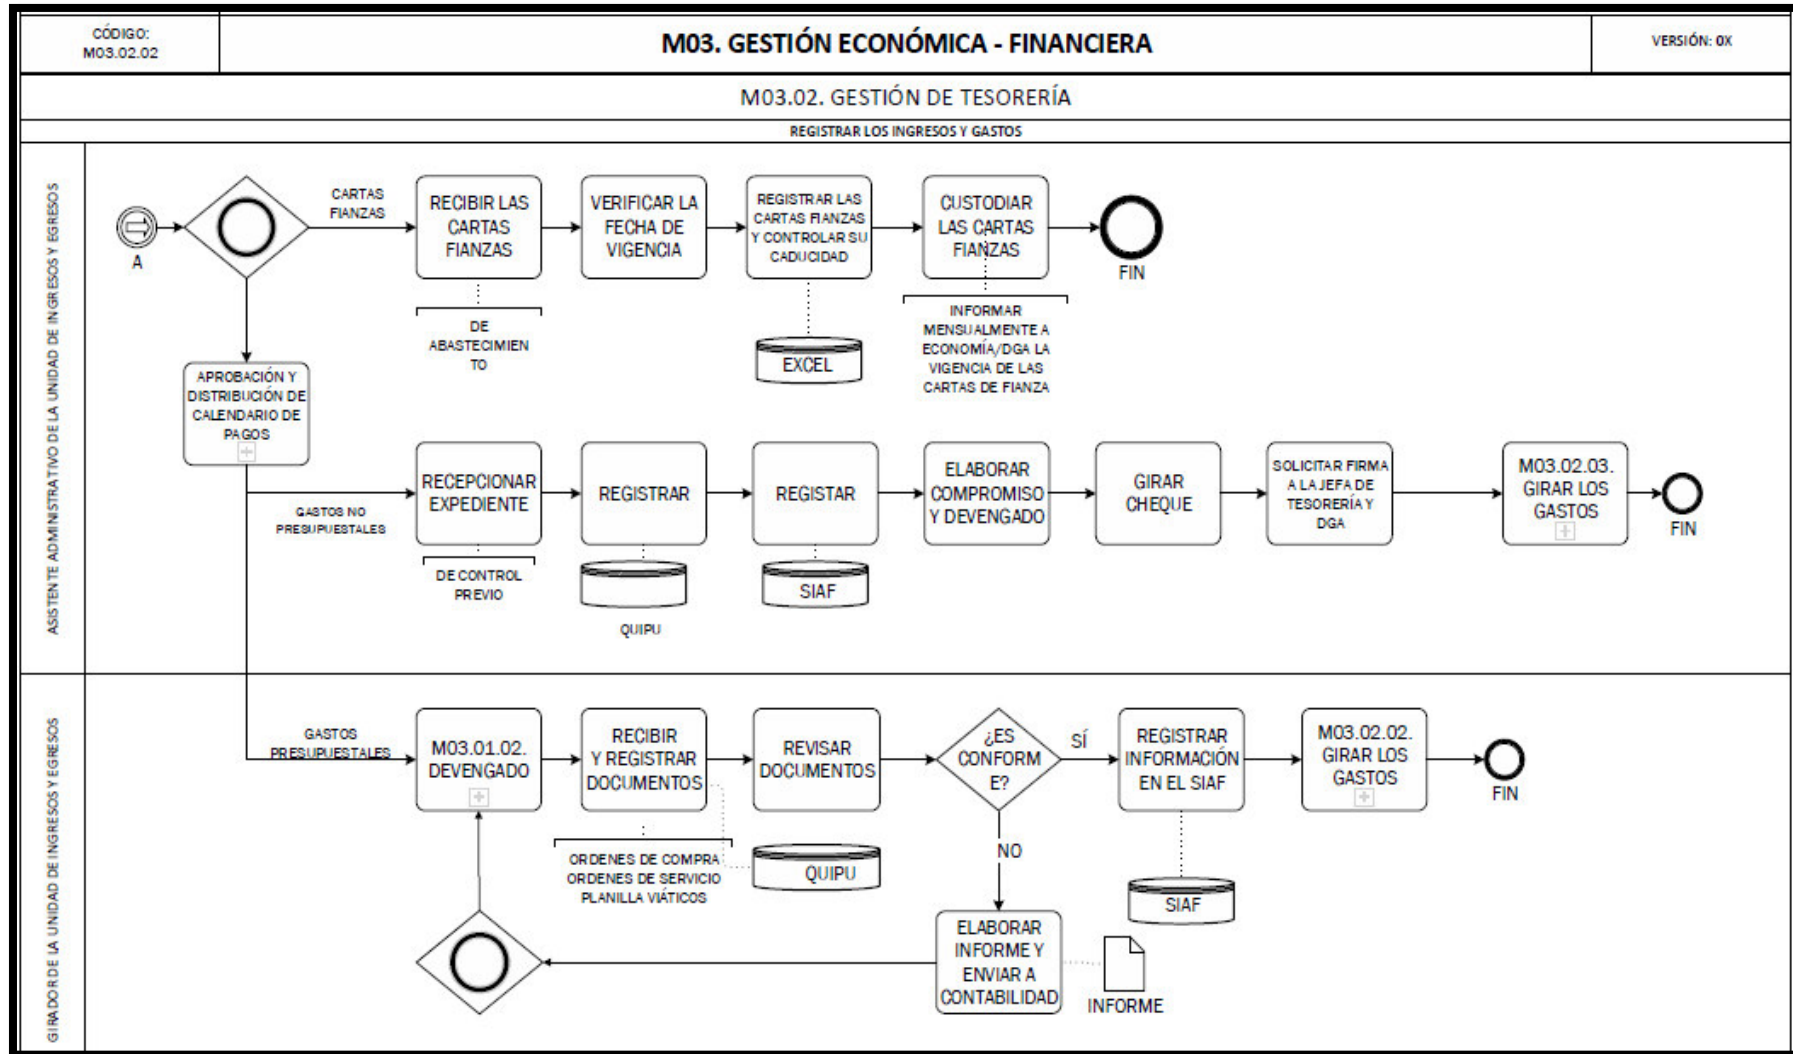 CÓDIGO:
M03.02.02
M03. GESTIÓN ECONÓMICA - FINANCIERA
VERSIÓN: 0X
M03.02. GESTIÓN DE TESORERÍA
REGISTRAR LOS INGRESOS Y GASTOS
ASISTENTE ADMINISTRATIVO DE LA UNIDAD DE INGRESOS Y EGRESOS
A
CARTAS
FIANZAS
RECIBIR LAS
CARTAS
FIANZAS
VERIFICAR LA
FECHA DE
VIGENCIA
REGISTRAR LAS
CARTAS FIANZAS
Y CONTROLAR SU
CADUCIDAD
CUSTODIAR
LAS CARTAS
FIANZAS
FIN
DE
ABASTECIMIEN
TO
EXCEL
INFORMAR
MENSUALMENTE A
ECONOMÍA/DGA LA
VIGENCIA DE LAS
CARTAS DE FIANZA
APROBACIÓN Y
DISTRIBUCIÓN DE
CALENDARIO DE
PAGOS
GASTOS NO
PRESUPUESTALES
RECEPCIONAR
EXPEDIENTE
REGISTRAR
REGISTAR
ELABORAR
COMPROMISO
Y DEVENGADO
GIRAR
CHEQUE
SOLICITAR FIRMA
A LA JEFA DE
TESORERÍA Y
DGA
M03.02.03.
GIRAR LOS
GASTOS
FIN
DE CONTROL
PREVIO
QUIPU
SIAF
GIRADOR DE LA UNIDAD DE INGRESOS Y EGRESOS
GASTOS
PRESUPUESTALES
M03.01.02.
DEVENGADO
RECIBIR
Y REGISTRAR
DOCUMENTOS
REVISAR
DOCUMENTOS
¿ES
CONFORM
E?
SÍ
REGISTRAR
INFORMACIÓN
EN EL SIAF
M03.02.02.
GIRAR LOS
GASTOS
FIN
ORDENES DE COMPRA
ORDENES DE SERVICIO
PLANILLA VIÁTICOS
QUIPU
NO
SIAF
ELABORAR
INFORME Y
ENVIAR A
CONTABILIDAD
INFORME